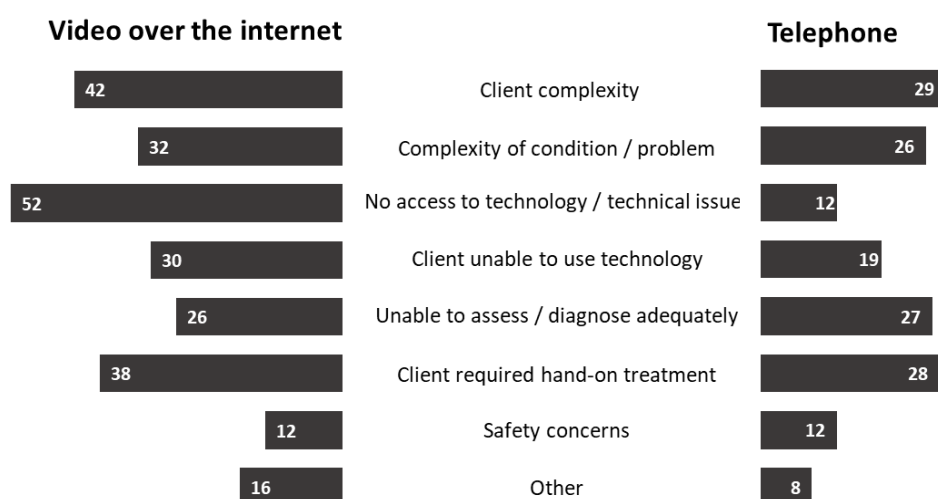 Video over the internet Telephone
42 Client complexity 29
32 Complexity of condition / problem 26
52 No access to technology / technical issue 12
30 Client unable to use technology 19
26 Unable to assess / diagnose adequately 27
38 Client required hand-on treatment 28
12 Safety concerns 12
16 Other 8